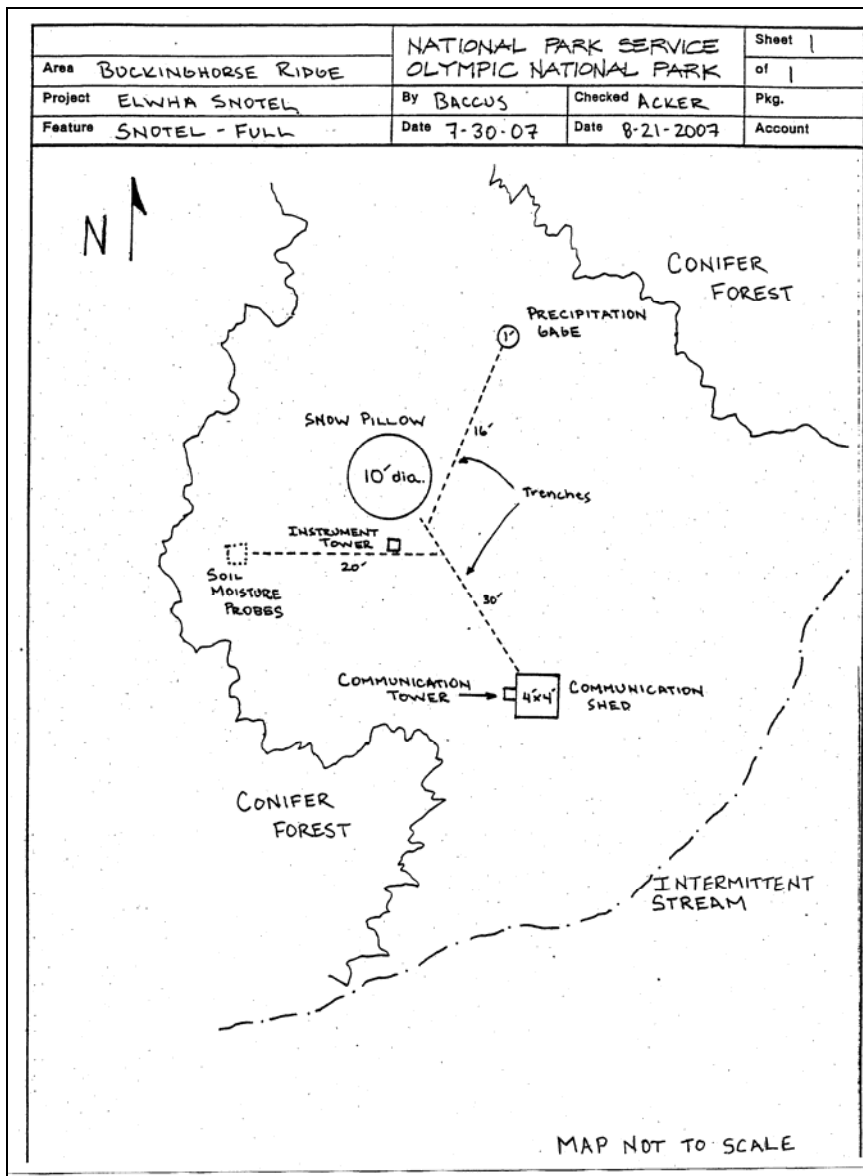 Area BUCKINGHORSE RIDGE
NATIONAL PARK SERVICE
OLYMPIC NATIONAL PARK
Sheet 1
of 1
Project ELWHA SNOTEL
By BACCUS
Checked ACKER
Pkg.
Feature SNOTEL - FULL
Date 7-30-07
Date 8-21-2007
Account
N
CONIFER
FOREST
PRECIPITATION
GAGE
1'
SNOW PILLOW
10' dia.
16'
Trenches
INSTRUMENT
TOWER
20'
SOIL
MOISTURE
PROBES
30'
COMMUNICATION
TOWER
4'x4'
COMMUNICATION
SHED
CONIFER
FOREST
INTERMITTENT
STREAM
MAP NOT TO SCALE